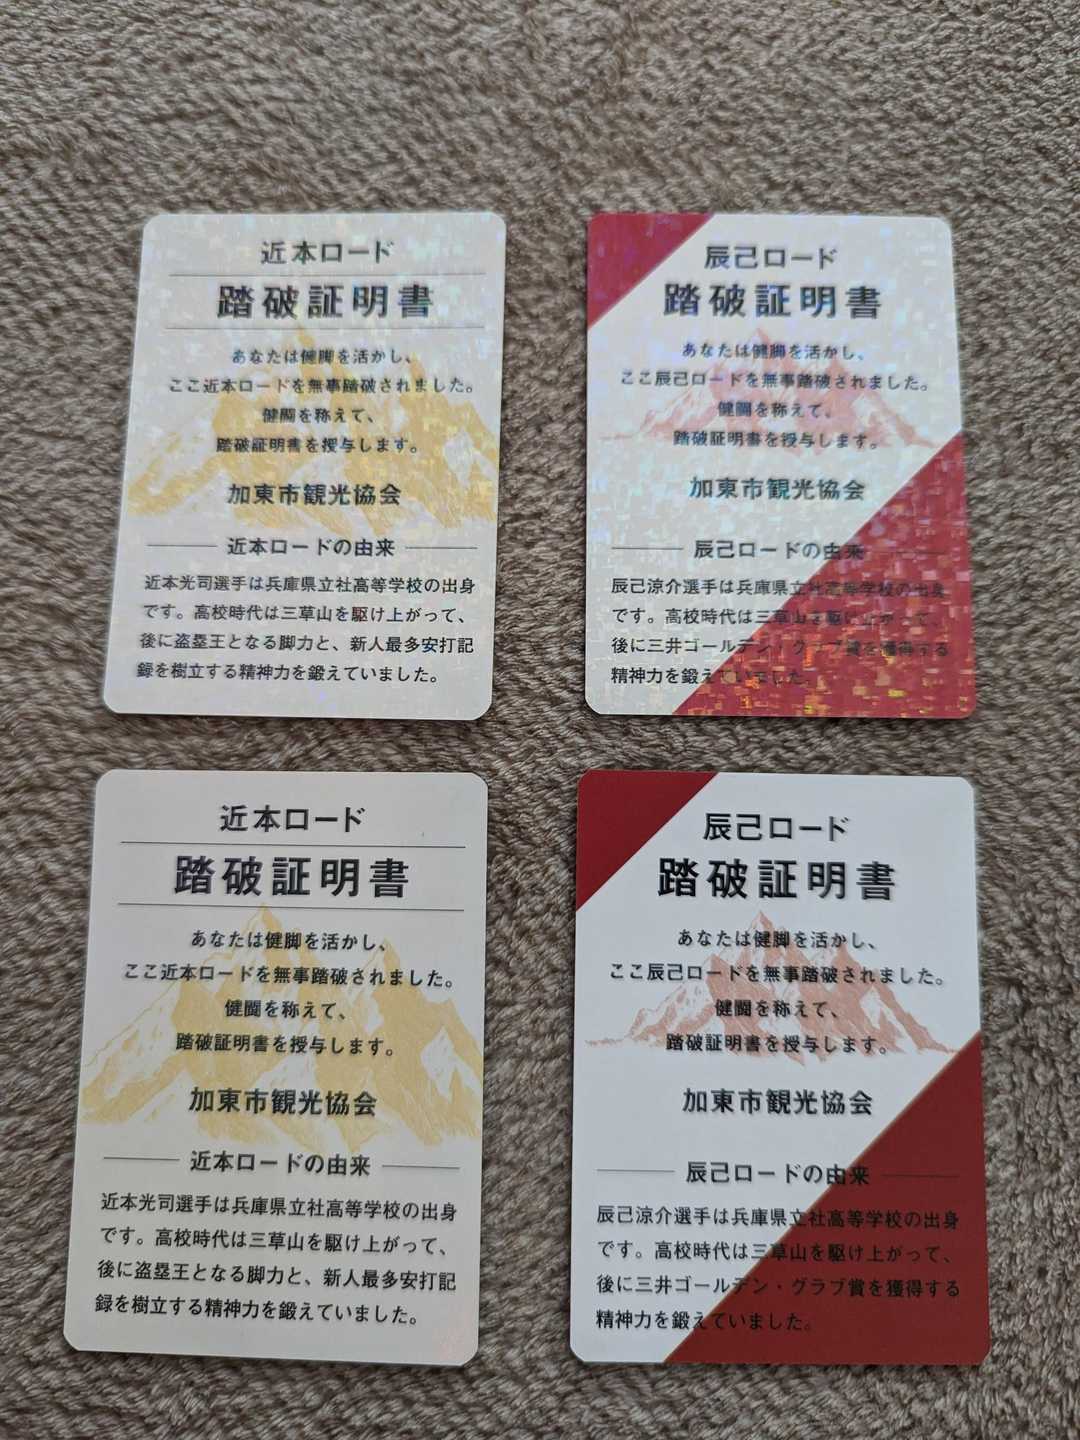 近本ロード
踏破証明書
あなたは健脚を活かし、
ここ近本ロードを無事踏破されました。
健闘を称えて、
踏破証明書を授与します。
加東市観光協会
近本ロードの由来
近本光司選手は兵庫県立社高等学校の出身
です。高校時代は三草山を駆け上がって、
後に盗塁王となる脚力と、新人最多安打記
録を樹立する精神力を鍛えていました。
辰己ロード
踏破証明書
あなたは健脚を活かし、
ここ辰己ロードを無事踏破されました。
健闘を称えて、
踏破証明書を授与します。
加東市観光協会
辰己ロードの由来
辰己涼介選手は兵庫県立社高等学校の出身
です。高校時代は三草山を駆け上がって、
後に三井ゴールデン・グラブ賞を獲得する
精神力を鍛えていました。
近本ロード
踏破証明書
あなたは健脚を活かし、
ここ近本ロードを無事踏破されました。
健闘を称えて、
踏破証明書を授与します。
加東市観光協会
近本ロードの由来
近本光司選手は兵庫県立社高等学校の出身
です。高校時代は三草山を駆け上がって、
後に盗塁王となる脚力と、新人最多安打記
録を樹立する精神力を鍛えていました。
辰己ロード
踏破証明書
あなたは健脚を活かし、
ここ辰己ロードを無事踏破されました。
健闘を称えて、
踏破証明書を授与します。
加東市観光協会
辰己ロードの由来
辰己涼介選手は兵庫県立社高等学校の出身
です。高校時代は三草山を駆け上がって、
後に三井ゴールデン・グラブ賞を獲得する
精神力を鍛えていました。